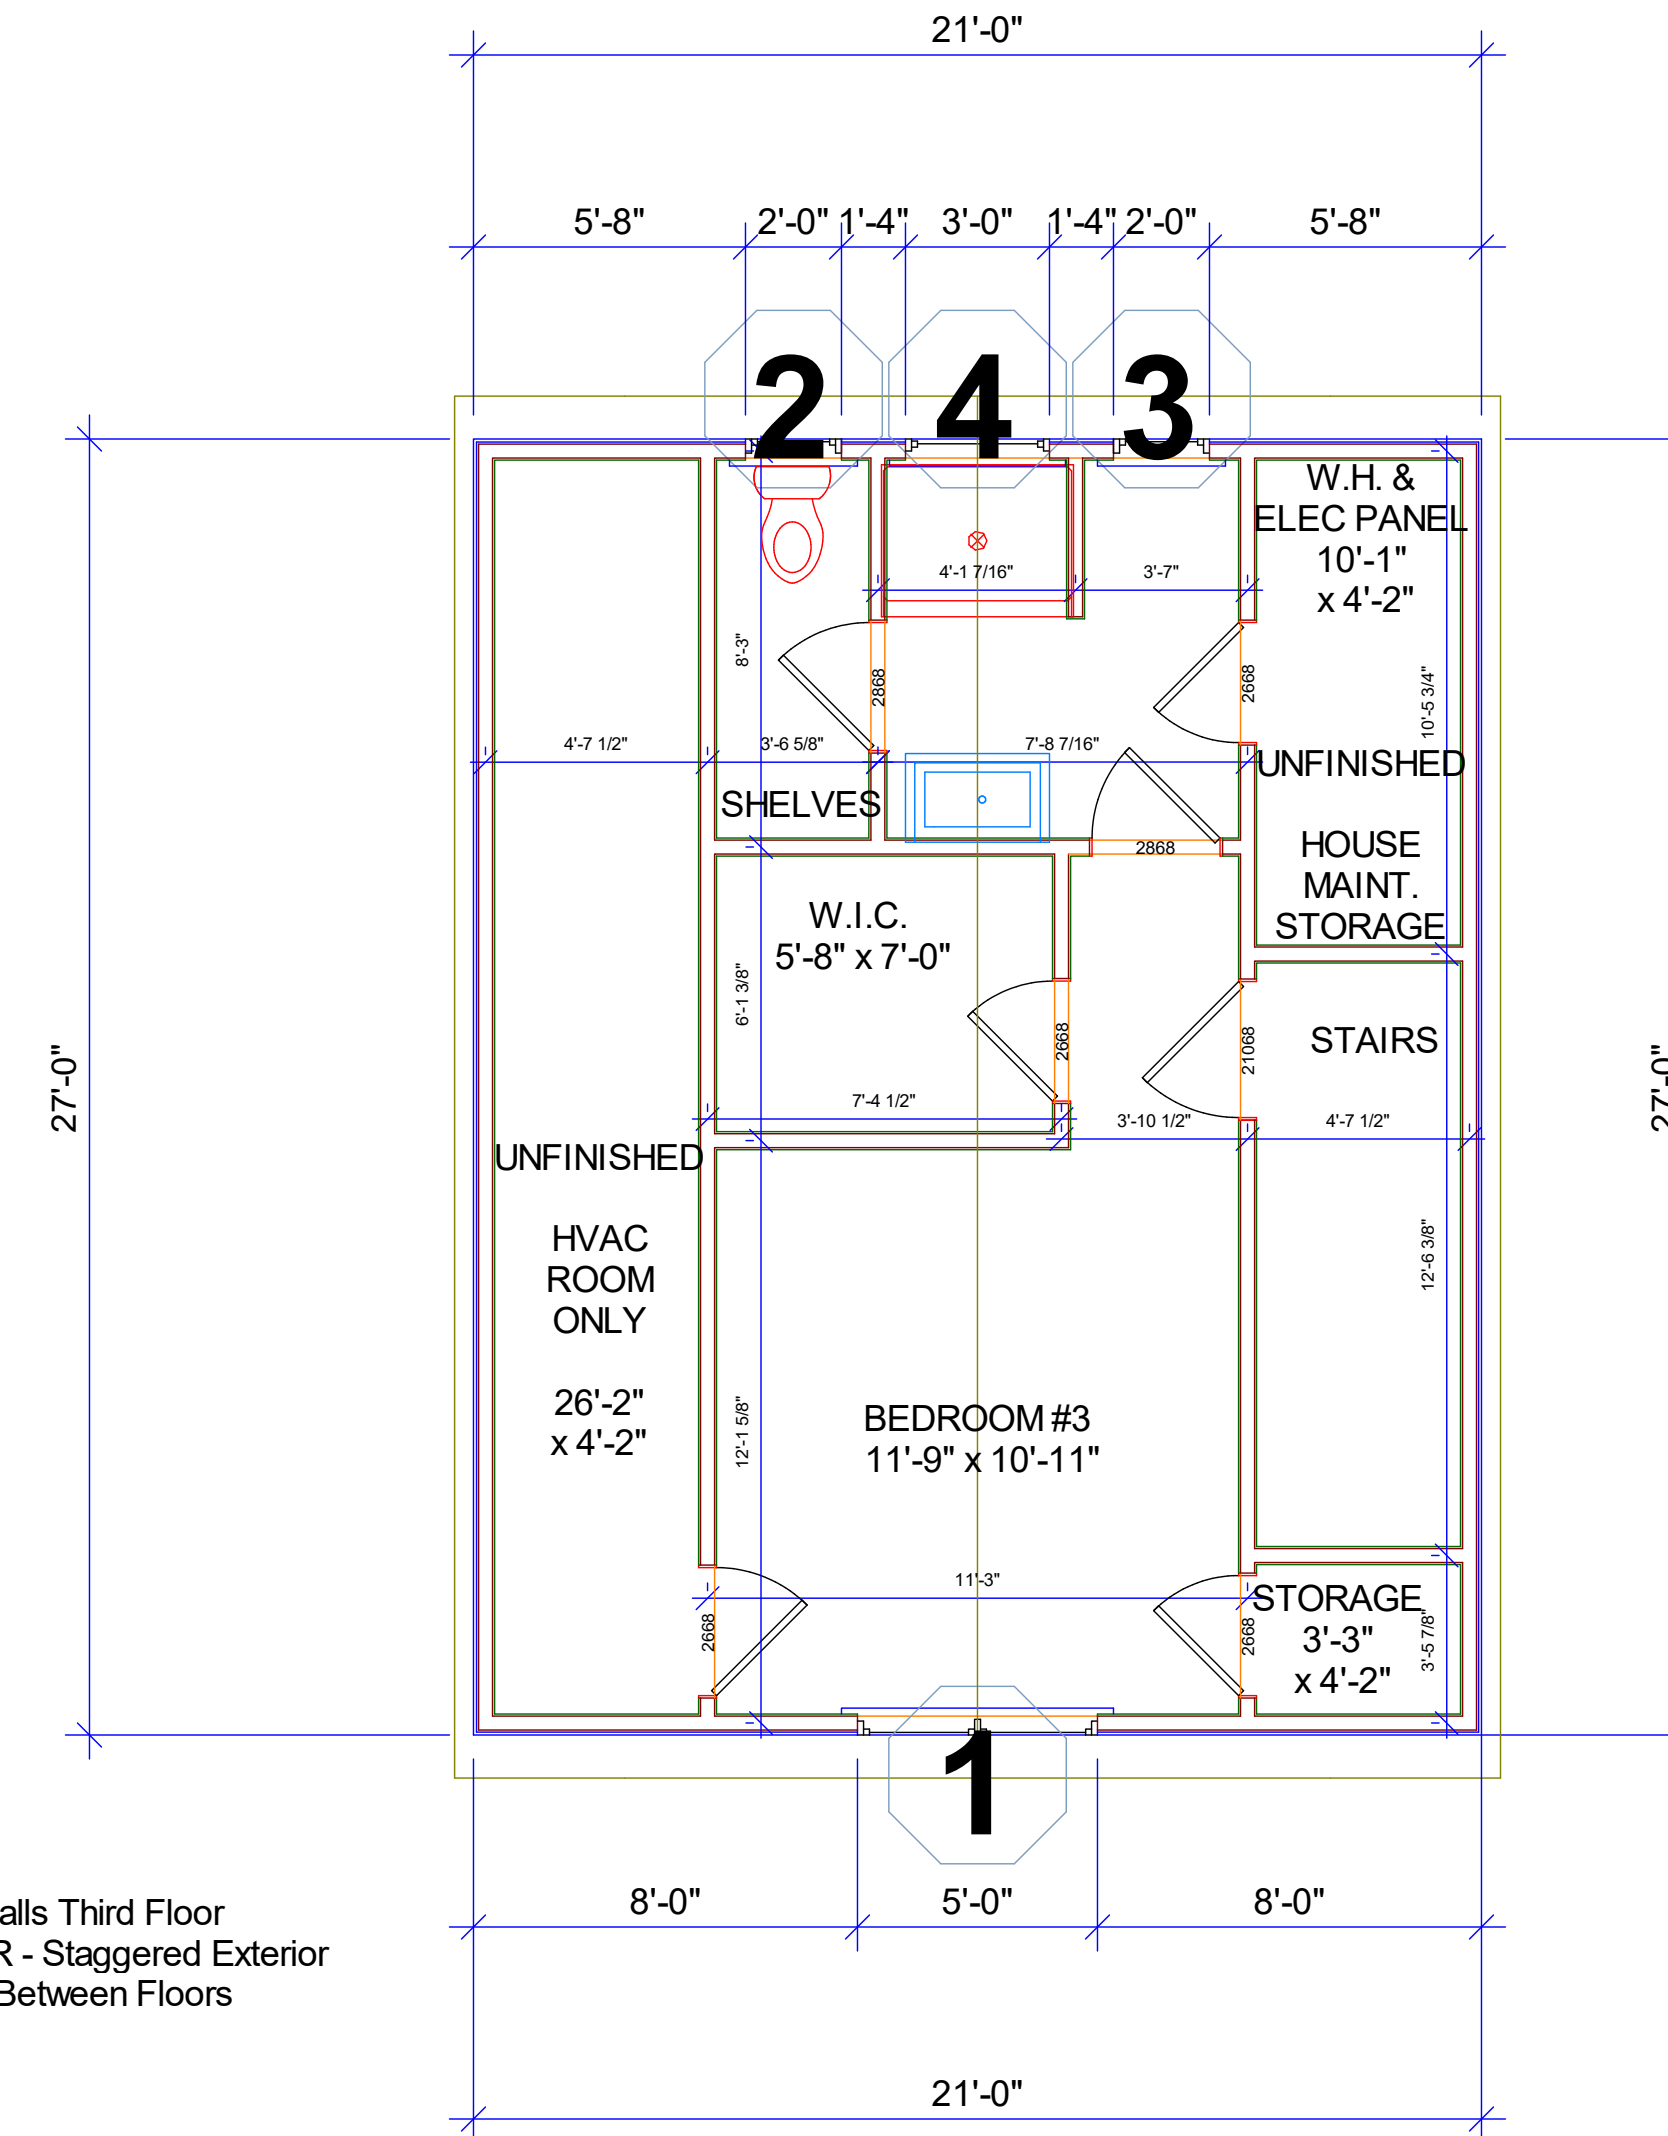 21'-0"
5'-8" 2'-0" 1'-4" 3'-0" 1'-4" 2'-0" 5'-8"
2 4 3
W.H. &
ELEC PANEL
10'-1"
x 4'-2"
4'-1 7/16" 3'-7"
8'-3"
2868
2668
10'-5 3/4"
4'-7 1/2" 3'-6 5/8" 7'-8 7/16"
UNFINISHED
SHELVES
2868
HOUSE
MAINT.
STORAGE
W.I.C.
5'-8" x 7'-0"
6'-1 3/8"
2668
21068
STAIRS
27'-0"
27'-0"
7'-4 1/2" 3'-10 1/2" 4'-7 1/2"
UNFINISHED
HVAC
ROOM
ONLY
26'-2"
x 4'-2"
12'-6 3/8"
12'-1 5/8"
BEDROOM #3
11'-9" x 10'-11"
11'-3"
2668
2668
STORAGE
3'-3"
x 4'-2"
3'-5 7/8"
1
8'-0" 5'-0" 8'-0"
alls Third Floor
R - Staggered Exterior
Between Floors
21'-0"